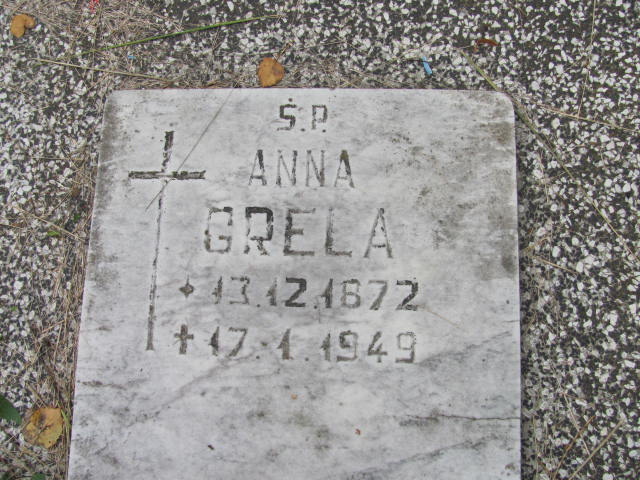 Ś.P.
ANNA
GRELA
13.12.1872
✝ 17.1.1949